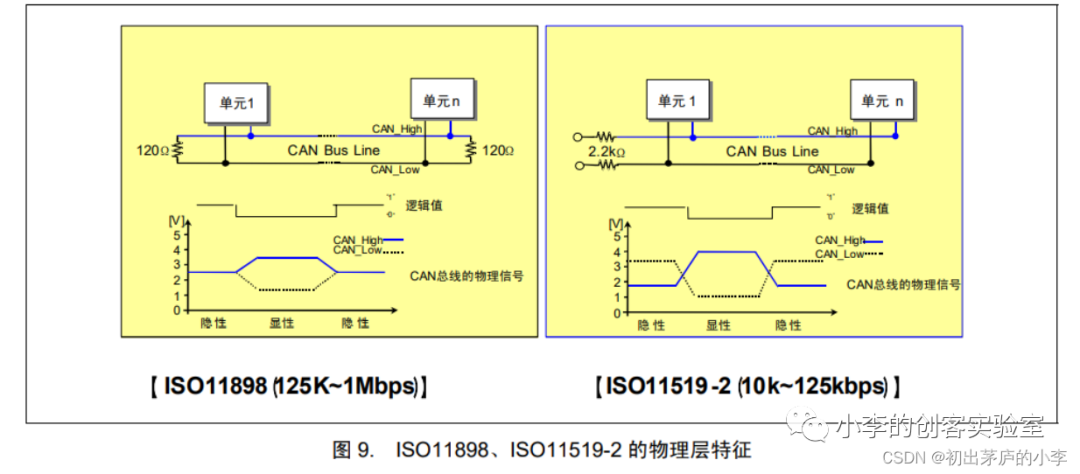 单元1
单元n
CAN_High
120Ω
CAN Bus Line
120Ω
CAN_Low
"1"
逻辑值
"0"
[V]
5
4
3
2
1
0
CAN_High
CAN_Low
CAN总线的物理信号
隐性 显性 隐性
【ISO11898 (125K~1Mbps)】
单元 1
单元 n
CAN_High
2.2kΩ
CAN Bus Line
CAN_Low
"1"
逻辑值
"0"
[V]
5
4
3
2
1
0
CAN_High
CAN_Low
CAN总线的物理信号
隐性 显性 隐性
【ISO11519-2 (10k~125kbps)】
图 9. ISO11898、ISO11519-2 的物理层特征
小李的创客实验室
CSDN @初出茅庐的小李